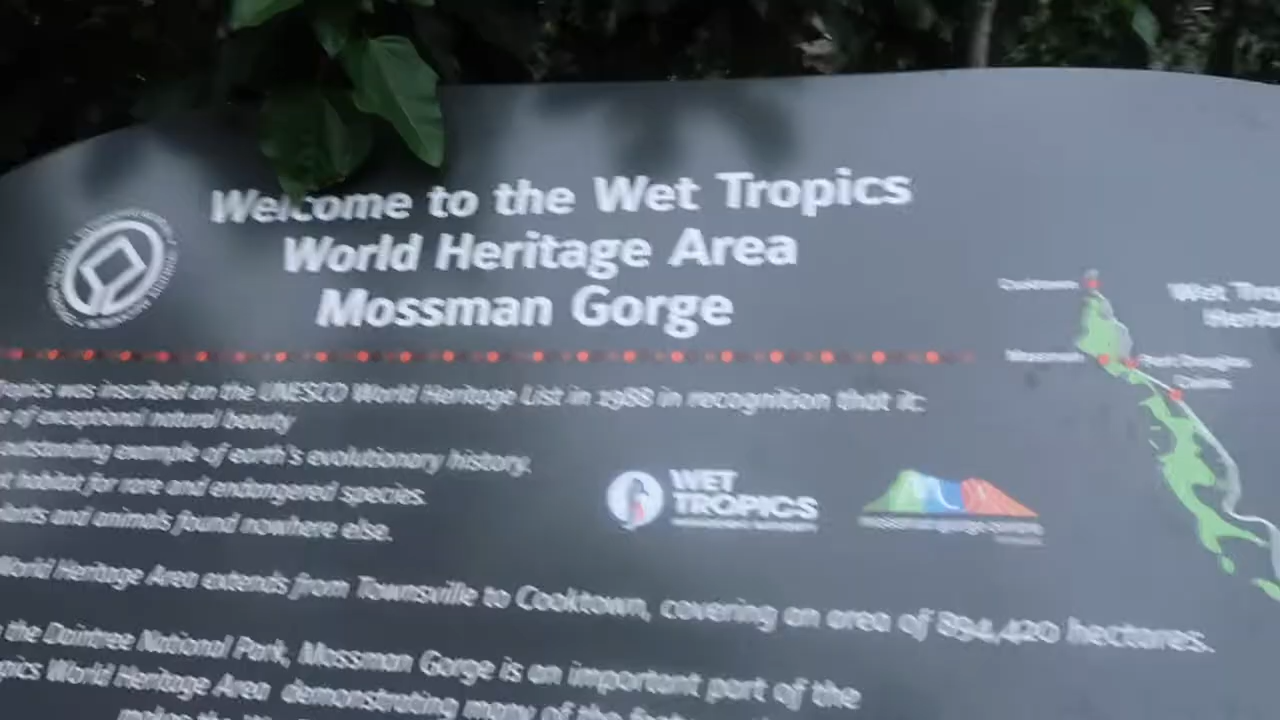 Welcome to the Wet Tropics
World Heritage Area
Mossman Gorge
Tropics was inscribed on the UNESCO World Heritage List in 1988 in recognition that it:
of exceptional natural beauty
outstanding example of earth's evolutionary history.
habitat for rare and endangered species.
and animals found nowhere else.
WET
TROPICS
Cooktown
Mossman
Port Douglas
Cairns
Wet Tro
Herita
World Heritage Area extends from Townsville to Cooktown, covering an area of 894,420 hectares.
the Daintree National Park, Mossman Gorge is an important part of the
pics World Heritage Area demonstrating many of the